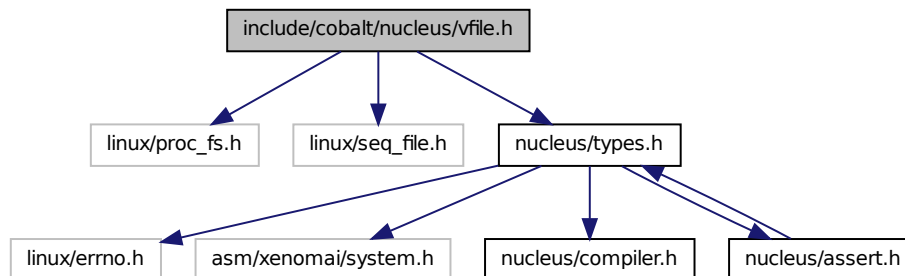 include/cobalt/nucleus/vfile.h
linux/proc_fs.h
linux/seq_file.h
nucleus/types.h
linux/errno.h
asm/xenomai/system.h
nucleus/compiler.h
nucleus/assert.h